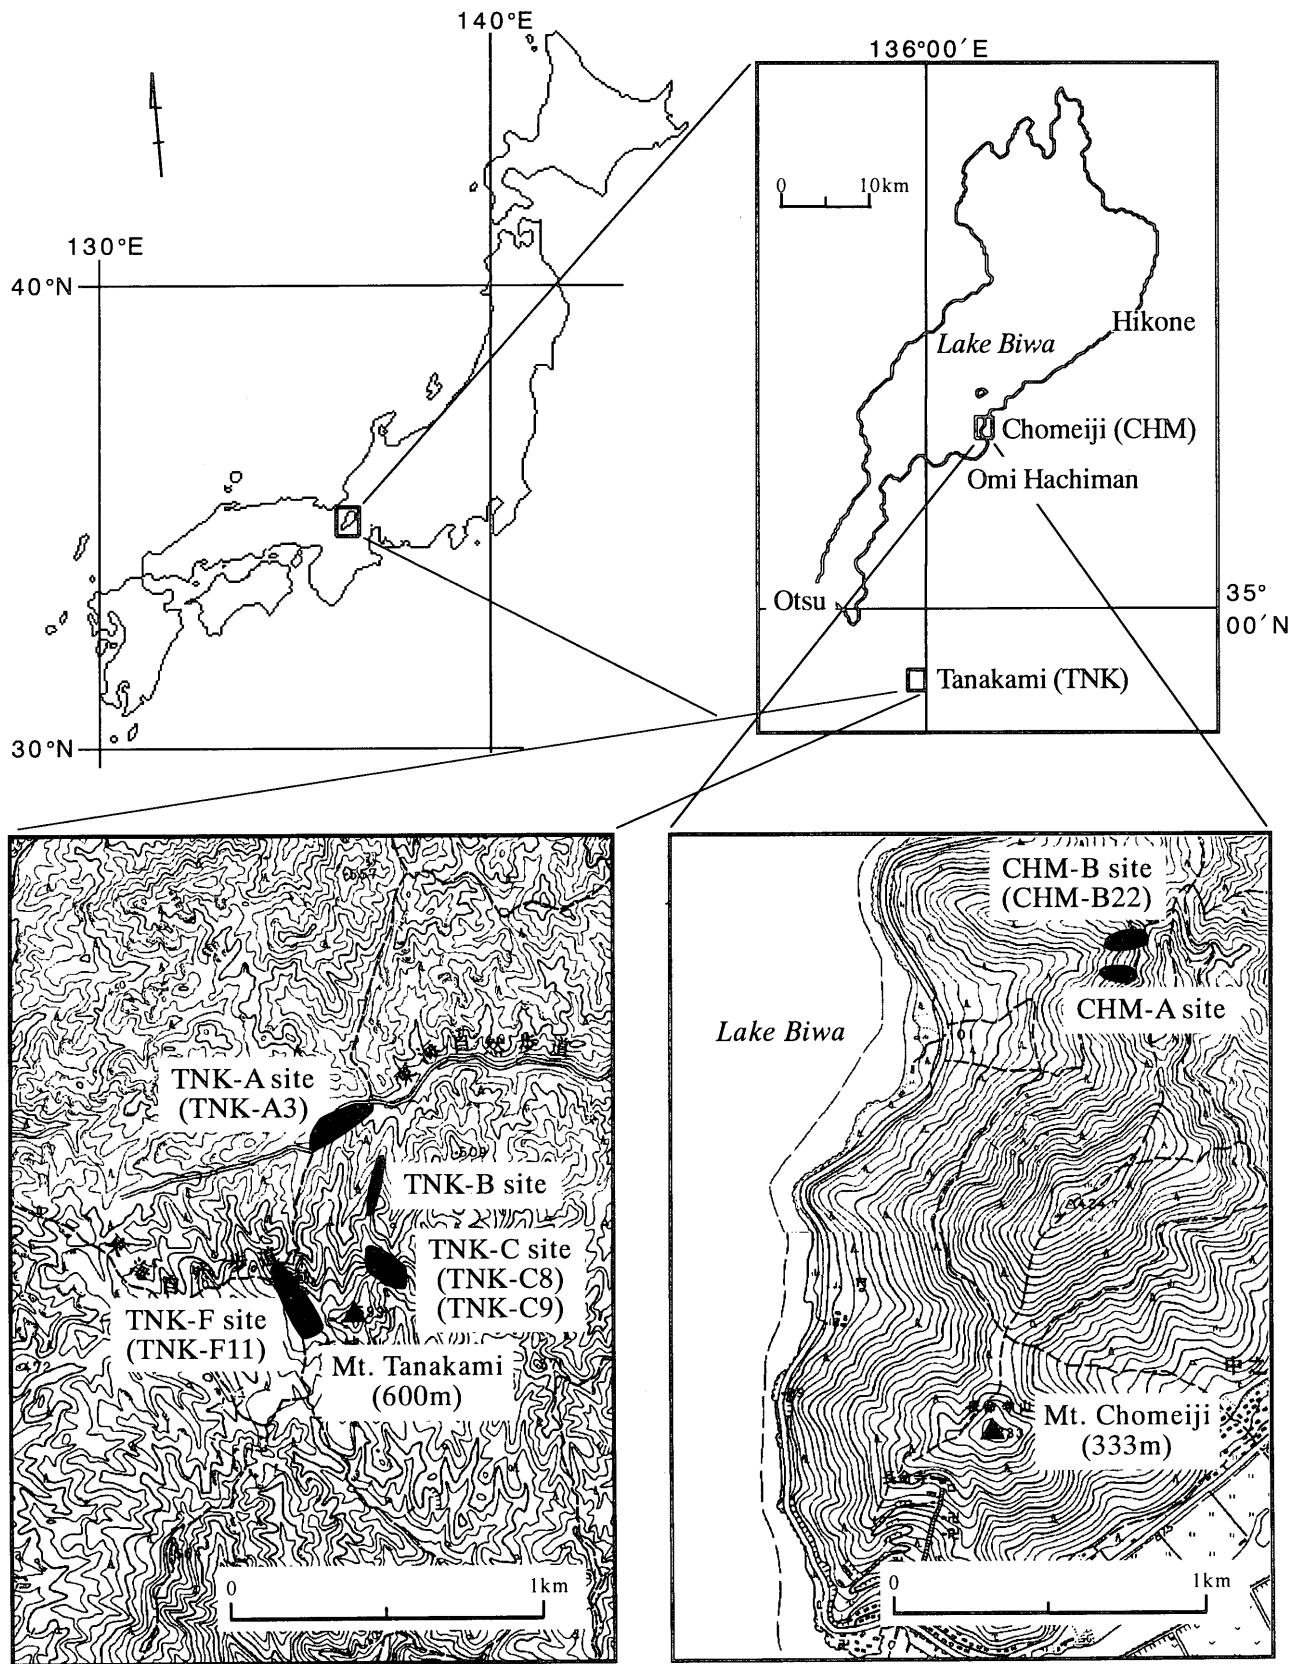 140°E
136°00′E
0 10km
130°E
40°N
Hikone
Lake Biwa
Chomeiji (CHM)
Omi Hachiman
Otsu
35°
00′N
Tanakami (TNK)
30°N
CHM-B site
(CHM-B22)
CHM-A site
Lake Biwa
TNK-A site
(TNK-A3)
TNK-B site
TNK-C site
(TNK-C8)
(TNK-C9)
TNK-F site
(TNK-F11)
Mt. Tanakami
(600m)
Mt. Chomeiji
(333m)
0 1km
0 1km